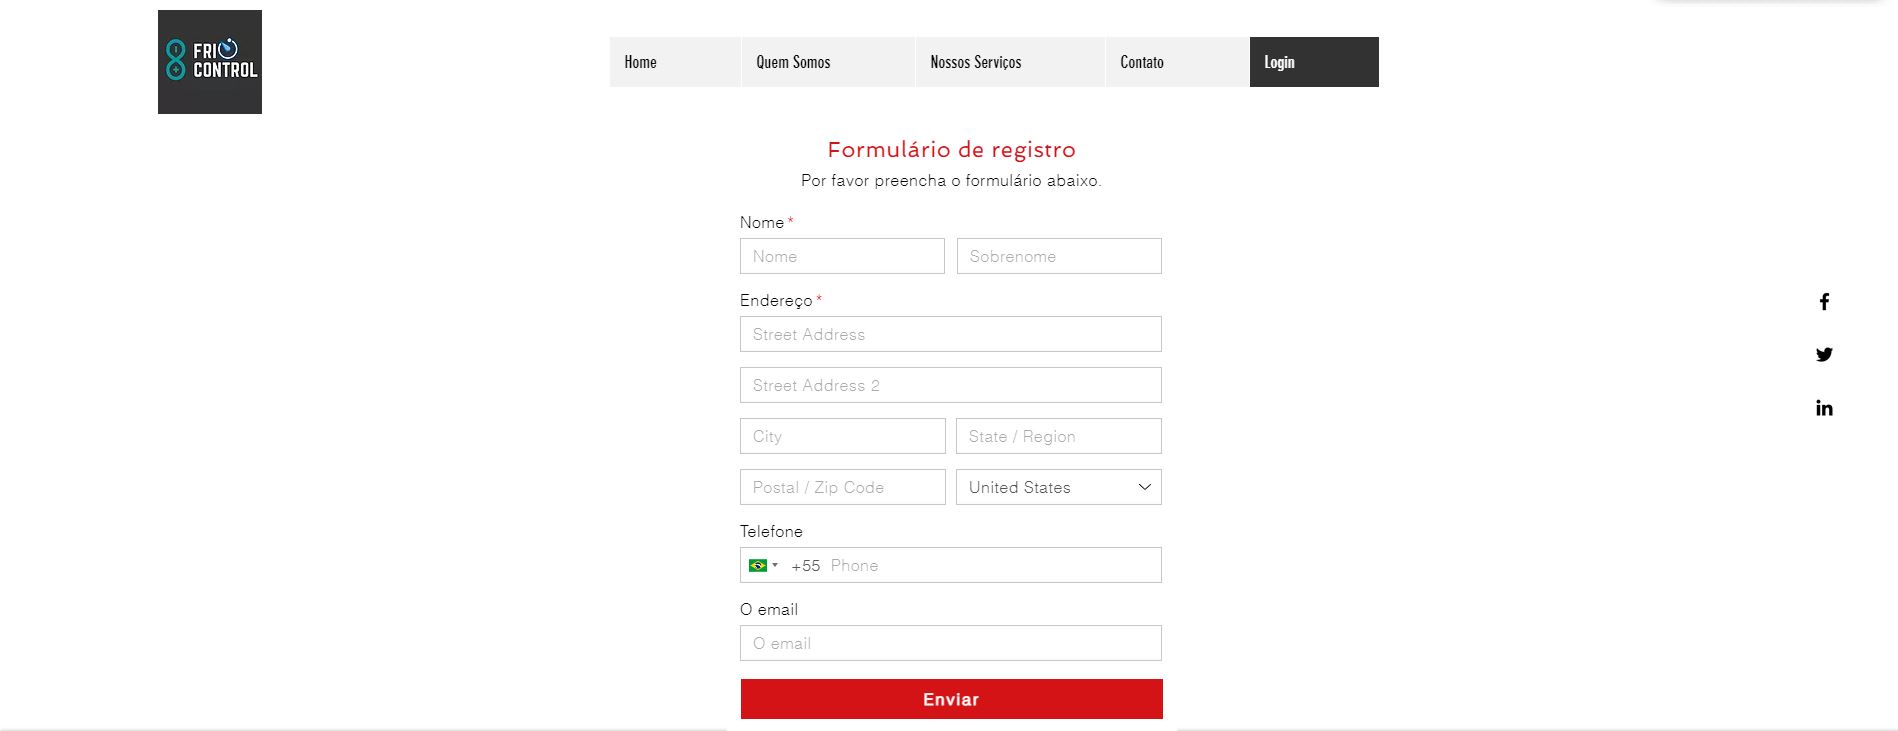 FRIO
CONTROL
Home Quem Somos Nossos Serviços Contato Login
Formulário de registro
Por favor preencha o formulário abaixo.
Nome*
Nome Sobrenome
Endereço*
Street Address
Street Address 2
City State / Region
Postal / Zip Code United States
Telefone
+55 Phone
O email
O email
Enviar